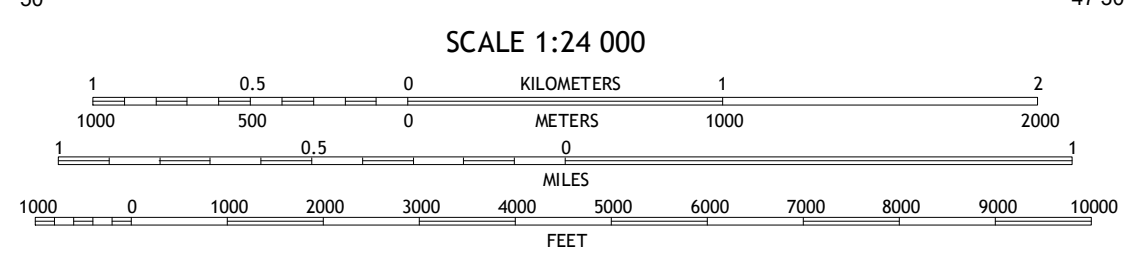 SCALE 1:24 000
1 0.5 0 KILOMETERS 1 2
1000 500 0 METERS 1000 2000
1 0.5 0 1
MILES
1000 0 1000 2000 3000 4000 5000 6000 7000 8000 9000 10000
FEET